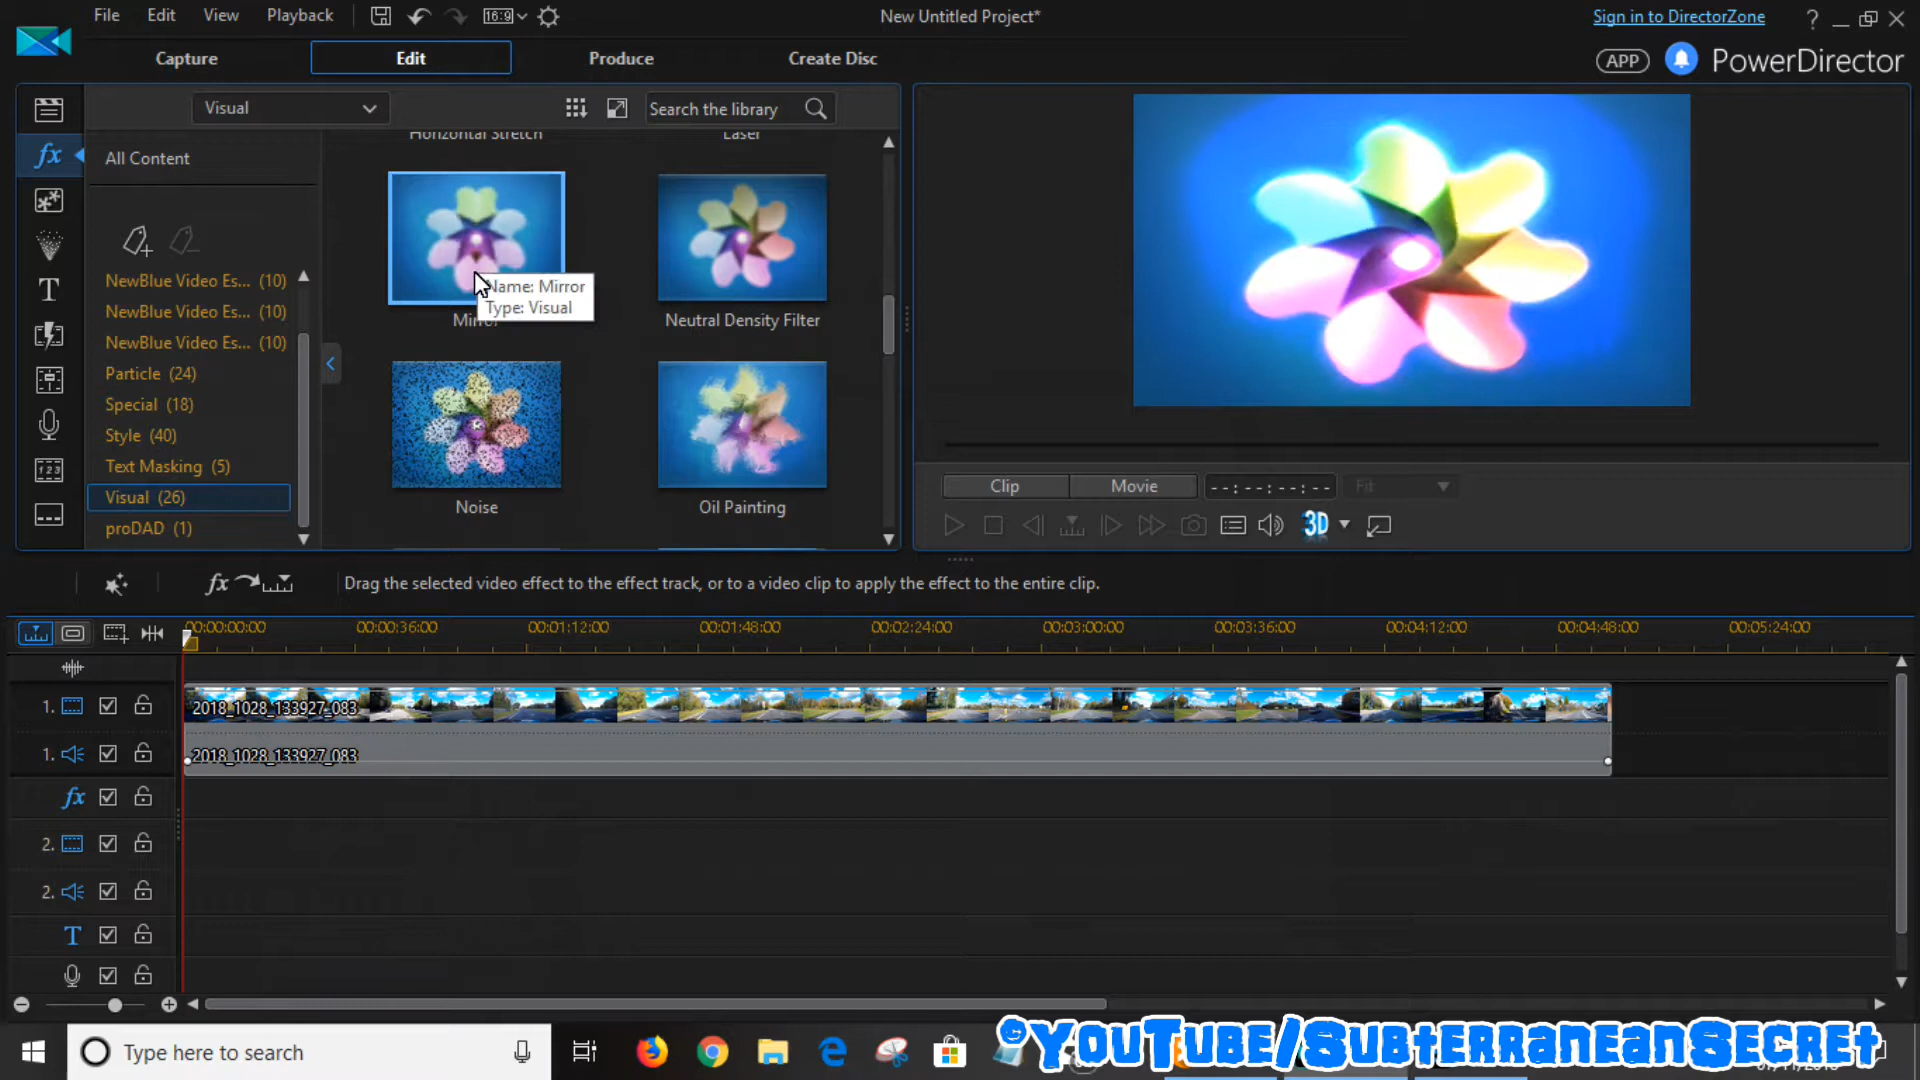 File Edit View Playback
16:9
New Untitled Project*
Sign in to DirectorZone
?
Capture Edit Produce Create Disc
APP PowerDirector
Visual
Search the library
fx
All Content
NewBlue Video Es... (10)
NewBlue Video Es... (10)
NewBlue Video Es... (10)
Particle (24)
Special (18)
Style (40)
Text Masking (5)
Visual (26)
proDAD (1)
Horizontal Stretch
Laser
Name: Mirror
Type: Visual
Mirror
Neutral Density Filter
Noise
Oil Painting
Clip Movie --:--:--:-- Fit
3D
fx Drag the selected video effect to the effect track, or to a video clip to apply the effect to the entire clip.
00:00:00:00 00:00:36:00 00:01:12:00 00:01:48:00 00:02:24:00 00:03:00:00 00:03:36:00 00:04:12:00 00:04:48:00 00:05:24:00
1. 2018_1028_133927_083
1. 2018_1028_133927_083
fx
2.
2.
T
Type here to search
©YouTube/SubterraneanSecret